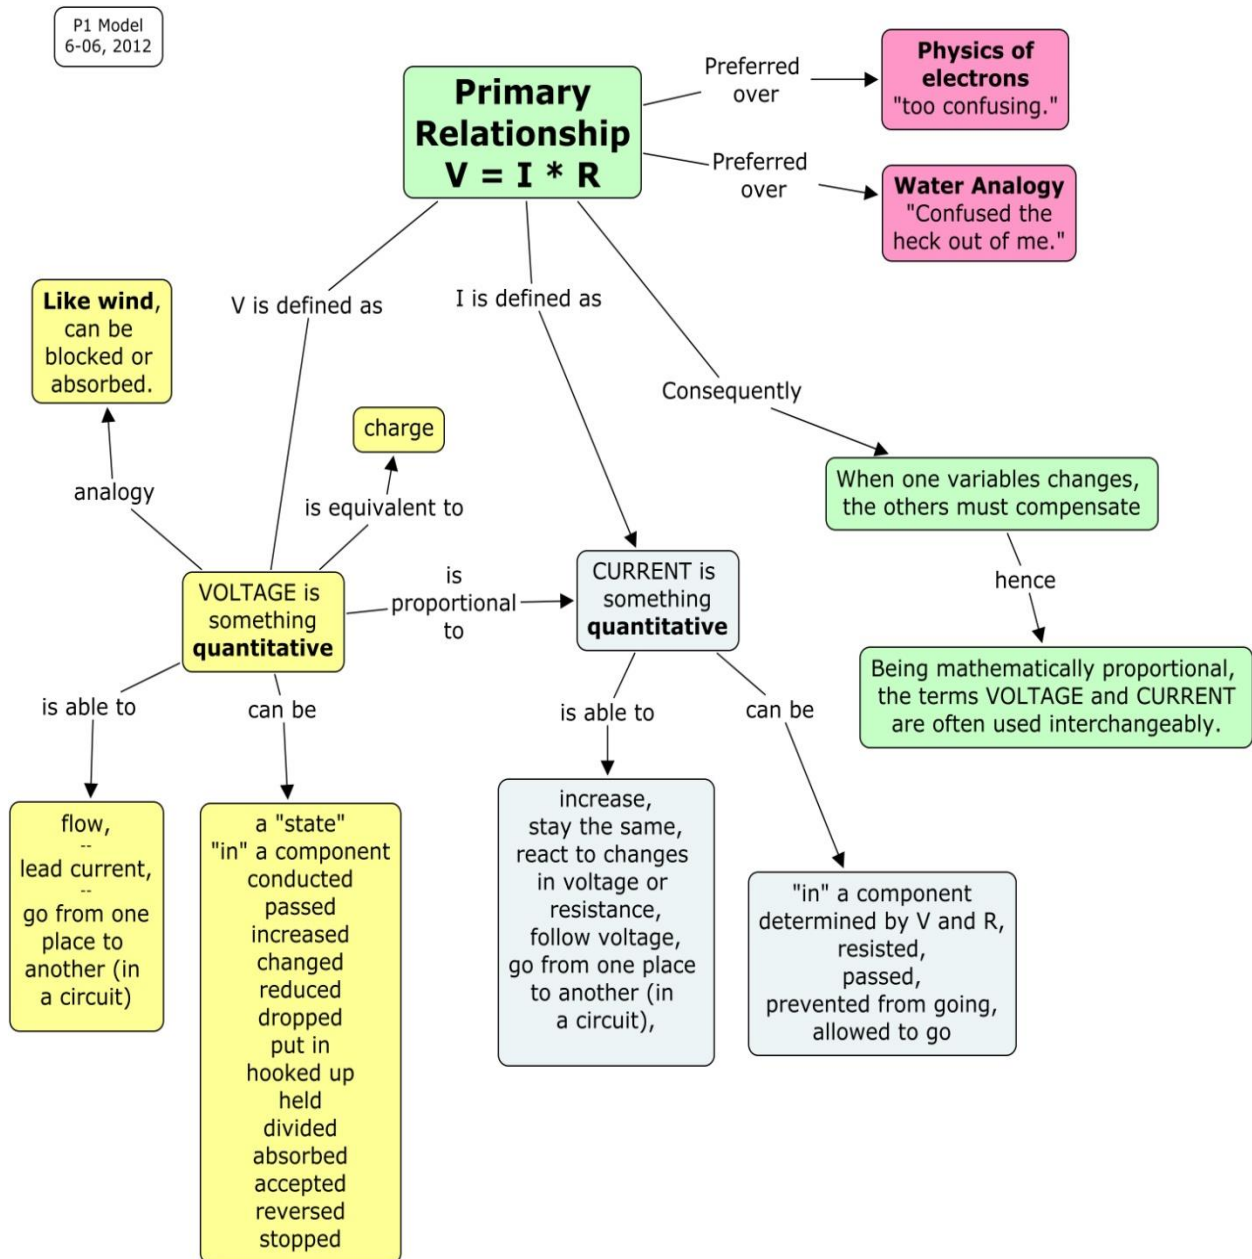 P1 Model
6-06, 2012
Primary
Relationship
V = I * R
Preferred
over
Physics of
electrons
"too confusing."
Preferred
over
Water Analogy
"Confused the
heck out of me."
V is defined as
I is defined as
Consequently
Like wind,
can be
blocked or
absorbed.
analogy
charge
is equivalent to
When one variables changes,
the others must compensate
hence
Being mathematically proportional,
the terms VOLTAGE and CURRENT
are often used interchangeably.
VOLTAGE is
something
quantitative
is
proportional
to
CURRENT is
something
quantitative
is able to
can be
is able to
can be
flow,
--
lead current,
--
go from one
place to
another (in
a circuit)
a "state"
"in" a component
conducted
passed
increased
changed
reduced
dropped
put in
hooked up
held
divided
absorbed
accepted
reversed
stopped
increase,
stay the same,
react to changes
in voltage or
resistance,
follow voltage,
go from one place
to another (in
a circuit),
"in" a component
determined by V and R,
resisted,
passed,
prevented from going,
allowed to go